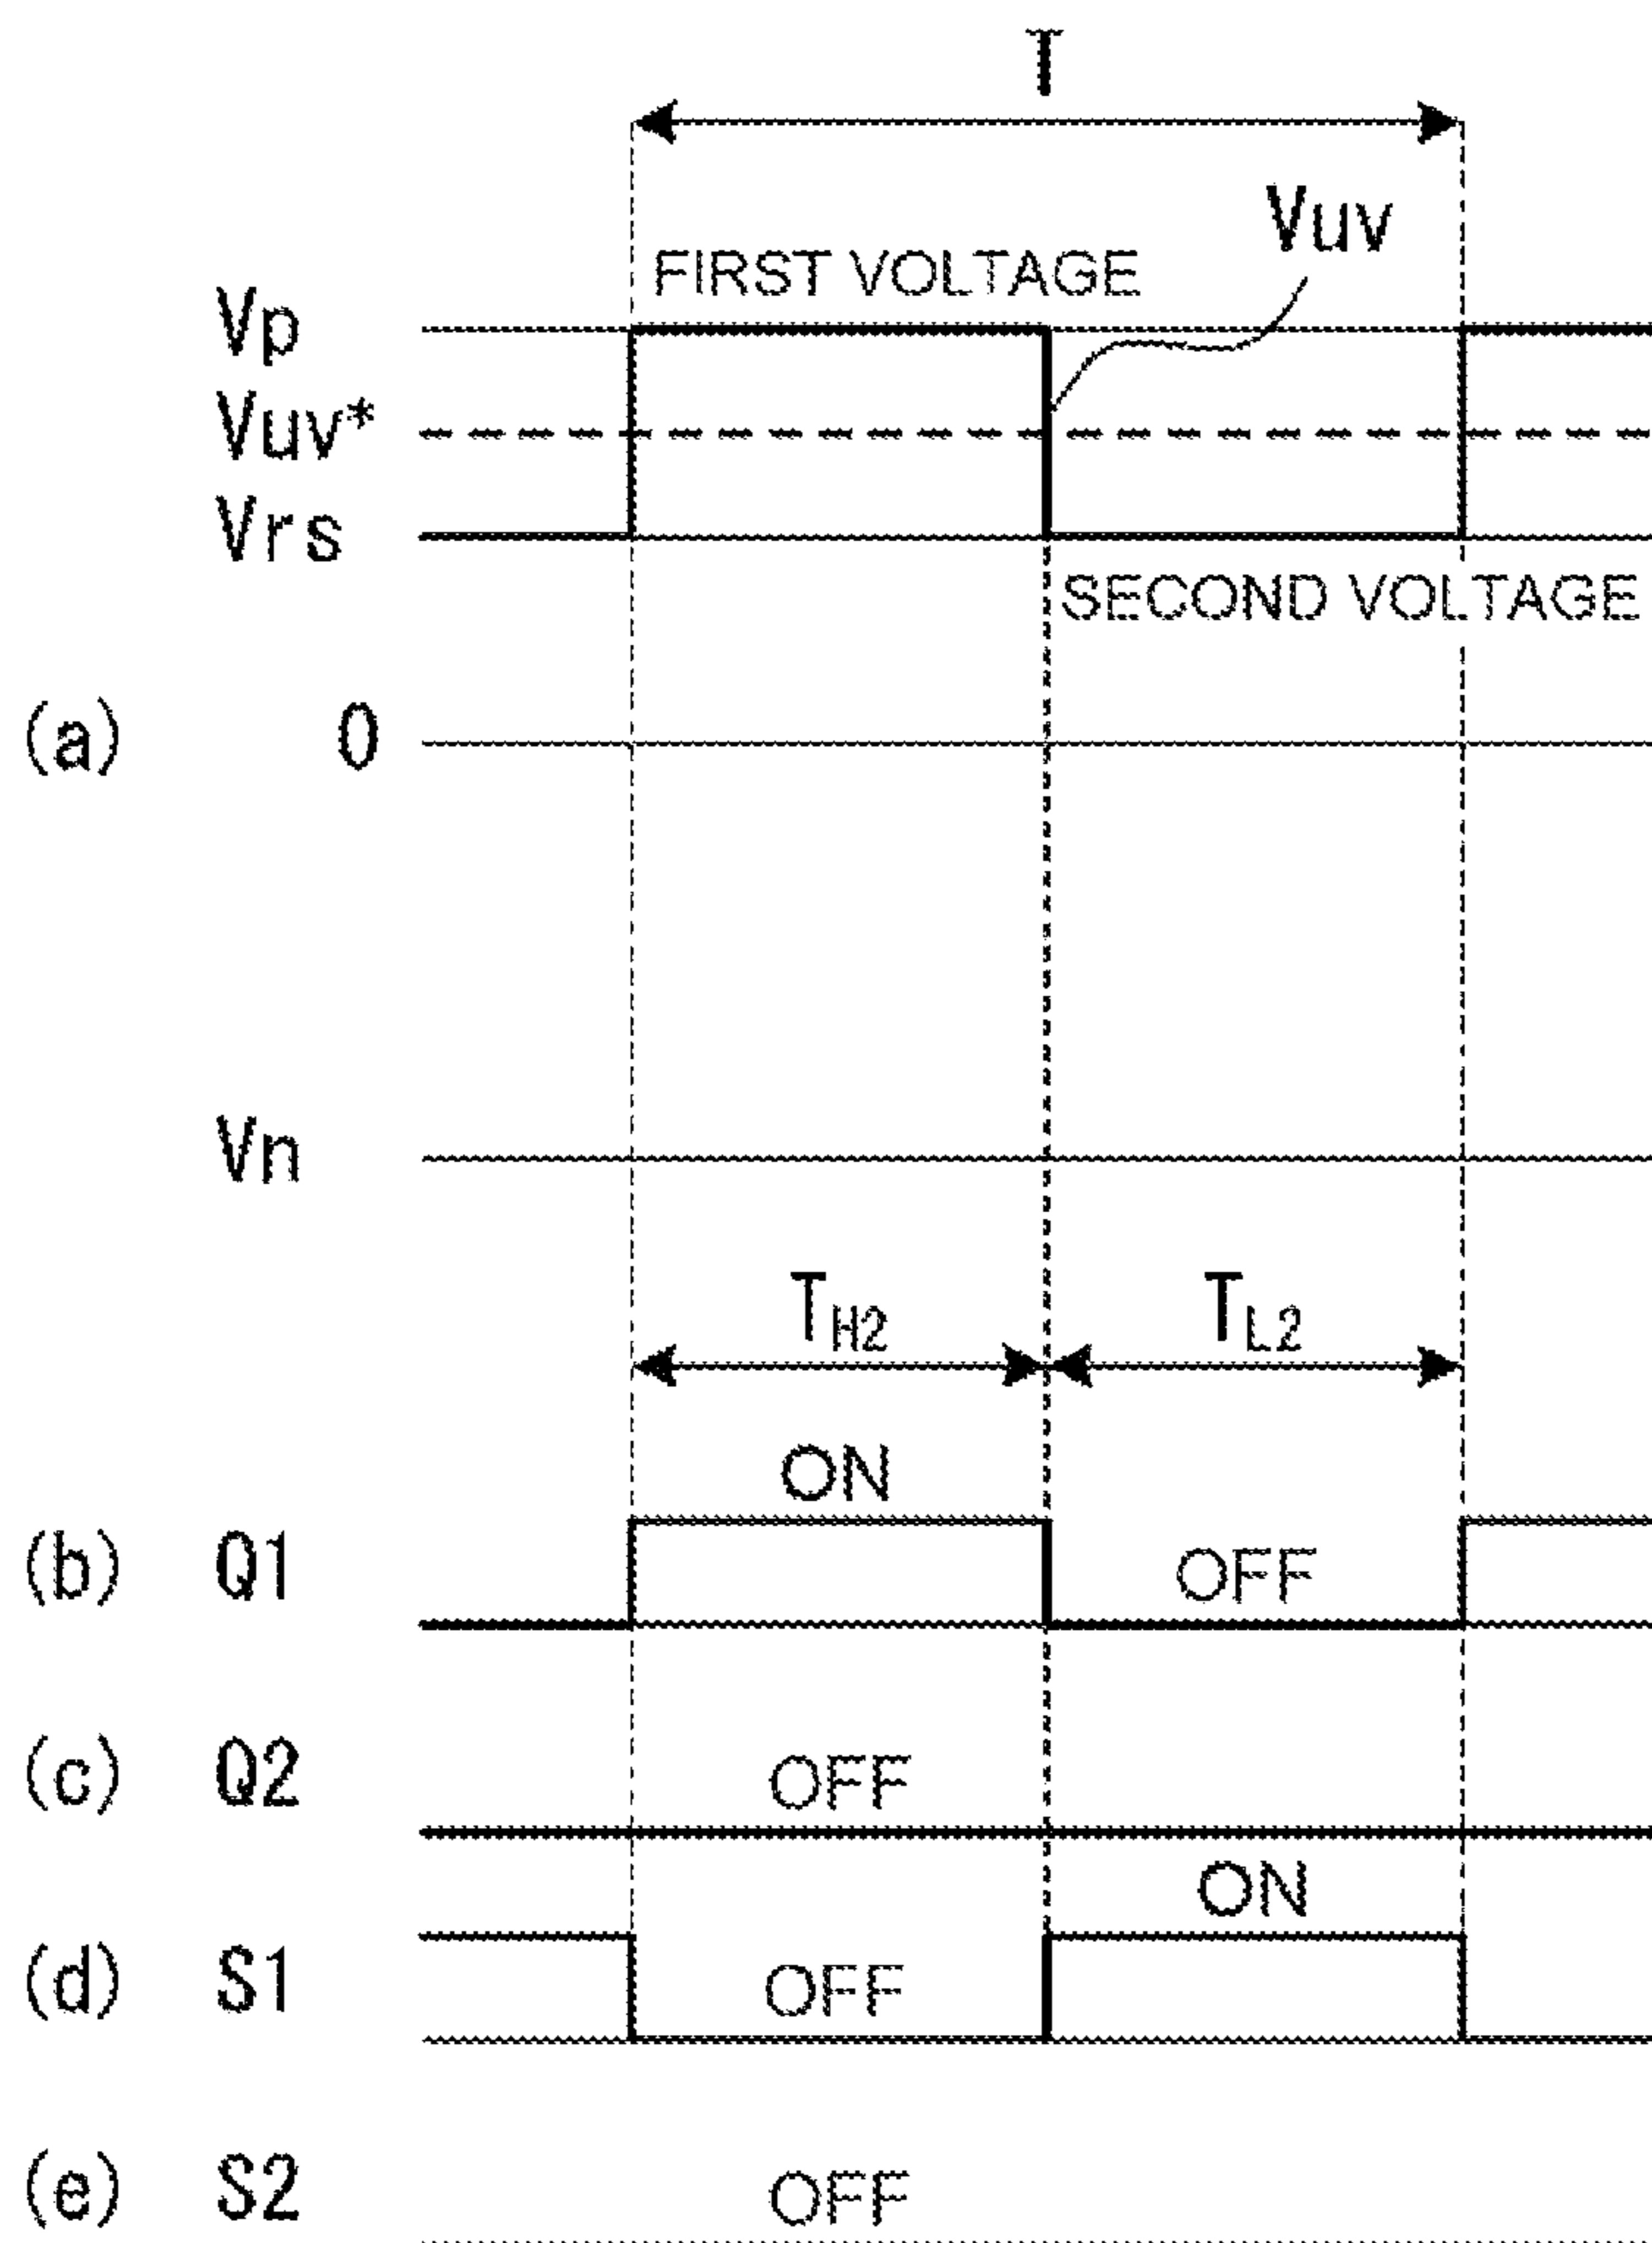 T
Vuv
FIRST VOLTAGE
Vp
Vuv*
Vrs
SECOND VOLTAGE
(a) 0
Vn
TH2 TL2
ON
(b) Q1 OFF
(c) Q2 OFF
ON
(d) S1 OFF
(e) S2 OFF